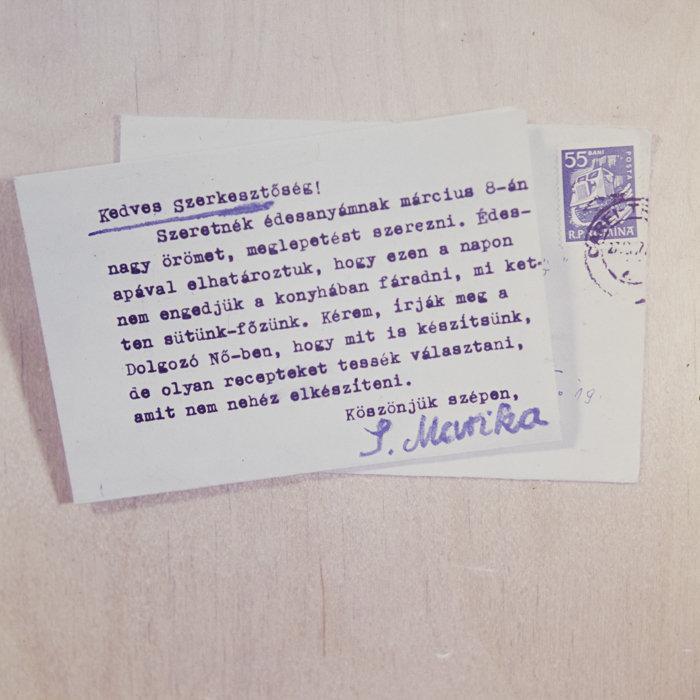 Kedves Szerkesztőség!
Szeretnék édesanyámnak március 8-án
nagy örömet, meglepetést szerezni. Édes-
apával elhatároztuk, hogy ezen a napon
nem engedjük a konyhában fáradni, mi ket-
ten sütünk-főzünk. Kérem, írják meg a
Dolgozó Nő-ben, hogy mit is készítsünk,
de olyan recepteket tessék választani,
amit nem nehéz elkészíteni.
Köszönjük szépen,
S. Marika
55 BANI
POSTA
R.P. ROMINA
19.